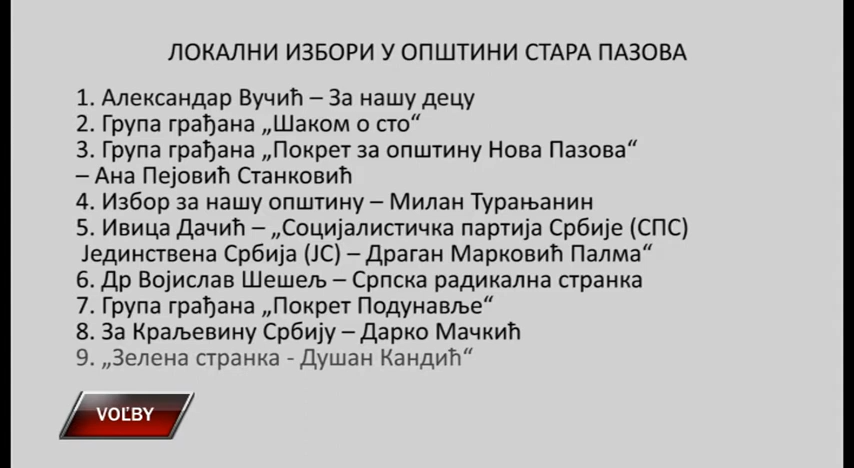 ЛОКАЛНИ ИЗБОРИ У ОПШТИНИ СТАРА ПАЗОВА
1. Александар Вучић – За нашу децу
2. Група грађана „Шаком о сто“
3. Група грађана „Покрет за општину Нова Пазова“
– Ана Пејовић Станковић
4. Избор за нашу општину – Милан Турањанин
5. Ивица Дачић – „Социјалистичка партија Србије (СПС)
Јединствена Србија (ЈС) – Драган Марковић Палма“
6. Др Војислав Шешељ – Српска радикална странка
7. Група грађана „Покрет Подунавље“
8. За Краљевину Србију – Дарко Мачкић
9. „Зелена странка - Душан Кандић“
VOĽBY